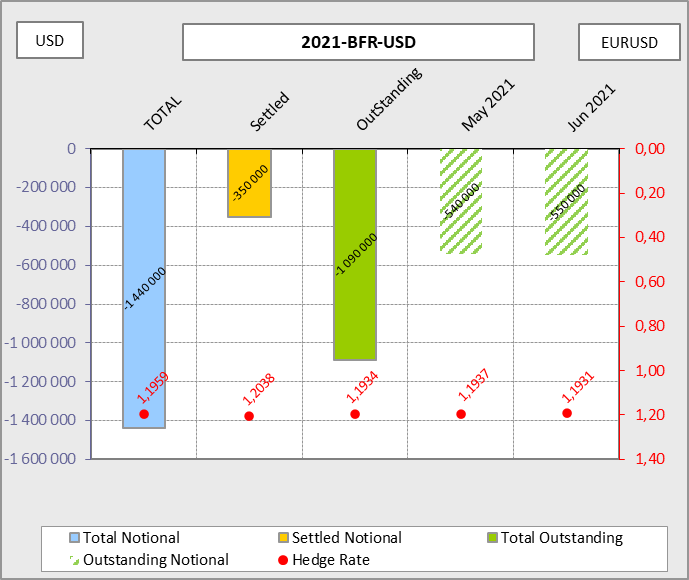 USD
2021-BFR-USD
EURUSD
TOTAL
Settled
OutStanding
May 2021
Jun 2021
0
-200 000
-400 000
-600 000
-800 000
-1 000 000
-1 200 000
-1 400 000
-1 600 000
0,00
0,20
0,40
0,60
0,80
1,00
1,20
1,40
-1 440 000
-350 000
-1 090 000
-540 000
-550 000
1,1959
1,2038
1,1934
1,1937
1,1931
Total Notional
Settled Notional
Total Outstanding
Outstanding Notional
Hedge Rate